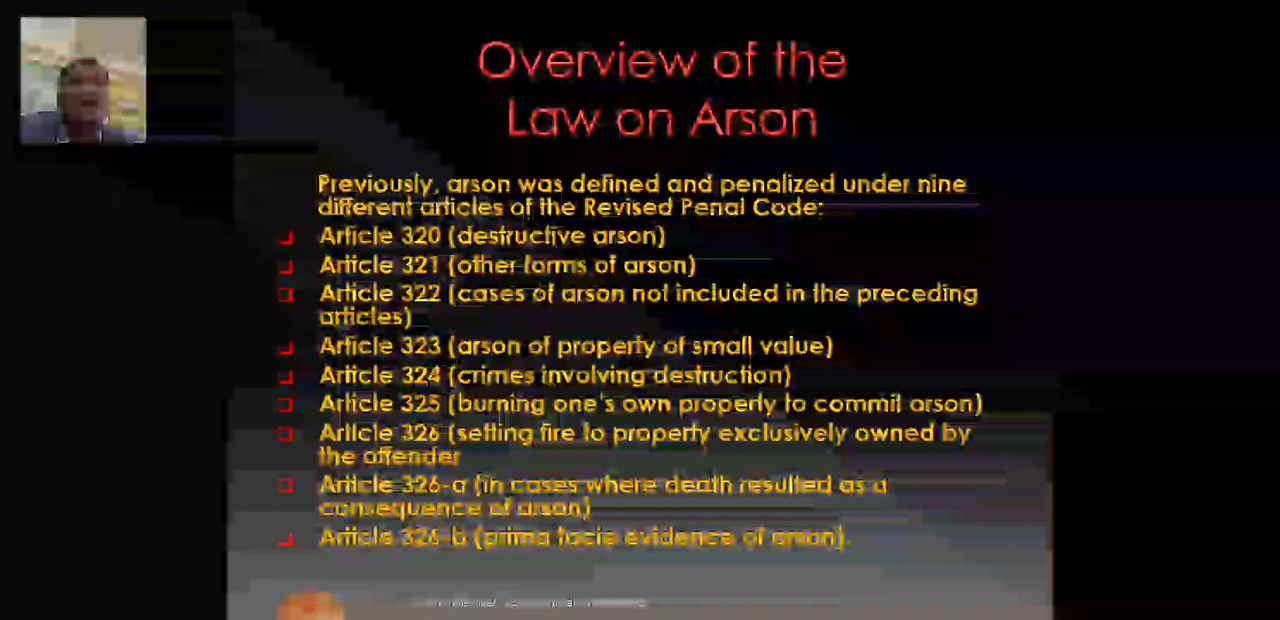 Overview of the
Law on Arson
Previously, arson was defined and penalized under nine
different articles of the Revised Penal Code:
Article 320 (destructive arson)
Article 321 (other forms of arson)
Article 322 (cases of arson not included in the preceding
articles)
Article 323 (arson of property of small value)
Article 324 (crimes involving destruction)
Article 325 (burning one's own property to commit arson)
Article 326 (setting fire to property exclusively owned by
the offender
Article 326-a (in cases where death resulted as a
consequence of arson)
Article 326-b (prima facie evidence of arson).